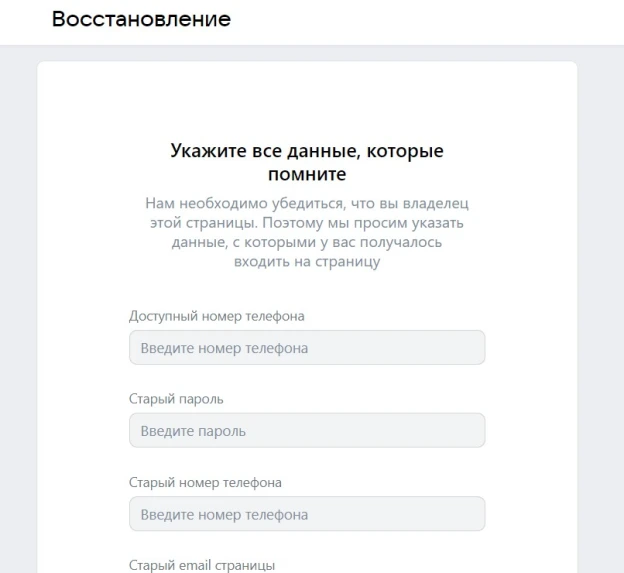 Восстановление
Укажите все данные, которые
помните
Нам необходимо убедиться, что вы владелец
этой страницы. Поэтому мы просим указать
данные, с которыми у вас получалось
входить на страницу
Доступный номер телефона
Введите номер телефона
Старый пароль
Введите пароль
Старый номер телефона
Введите номер телефона
Старый email страницы